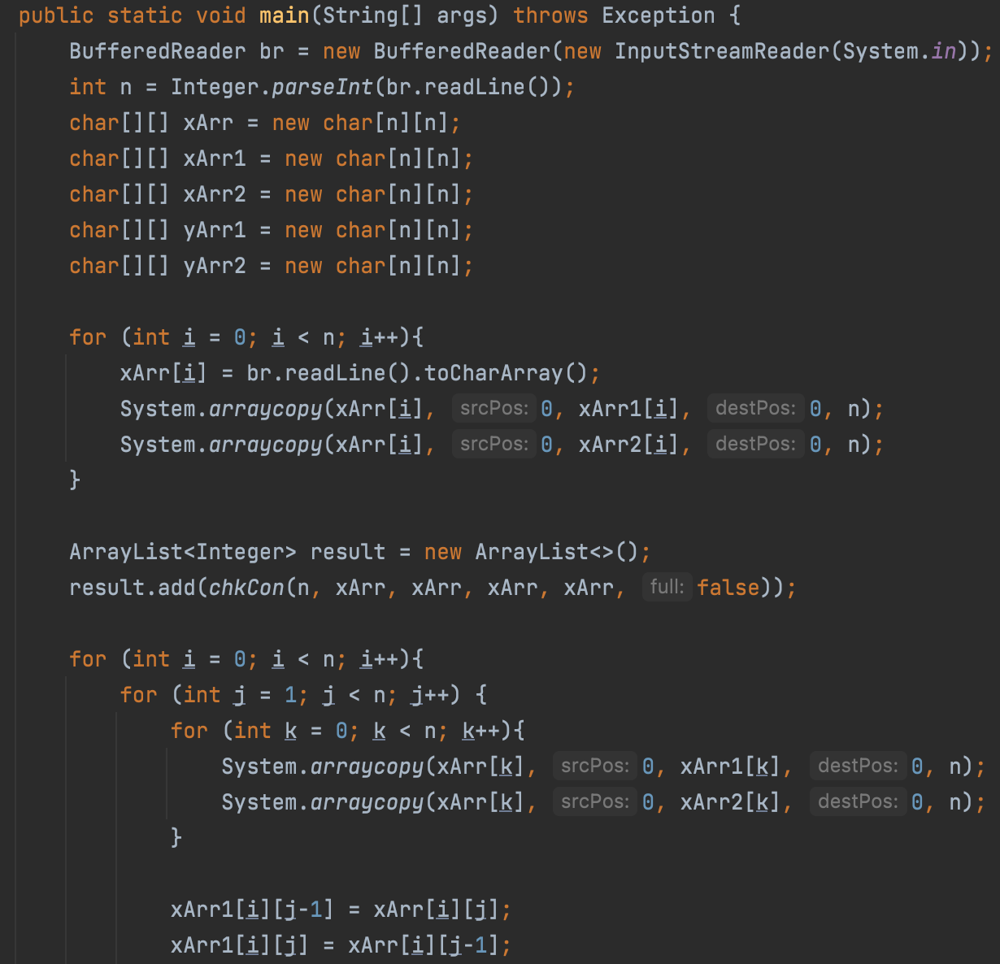 public static void main(String[] args) throws Exception {
BufferedReader br = new BufferedReader(new InputStreamReader(System.in));
int n = Integer.parseInt(br.readLine());
char[][] xArr = new char[n][n];
char[][] xArr1 = new char[n][n];
char[][] xArr2 = new char[n][n];
char[][] yArr1 = new char[n][n];
char[][] yArr2 = new char[n][n];
for (int i = 0; i < n; i++){
xArr[i] = br.readLine().toCharArray();
System.arraycopy(xArr[i], srcPos: 0, xArr1[i], destPos: 0, n);
System.arraycopy(xArr[i], srcPos: 0, xArr2[i], destPos: 0, n);
}
ArrayList<Integer> result = new ArrayList<>();
result.add(chkCon(n, xArr, xArr, xArr, xArr, full: false));
for (int i = 0; i < n; i++){
for (int j = 1; j < n; j++) {
for (int k = 0; k < n; k++){
System.arraycopy(xArr[k], srcPos: 0, xArr1[k], destPos: 0, n);
System.arraycopy(xArr[k], srcPos: 0, xArr2[k], destPos: 0, n);
}
xArr1[i][j-1] = xArr[i][j];
xArr1[i][j] = xArr[i][j-1];